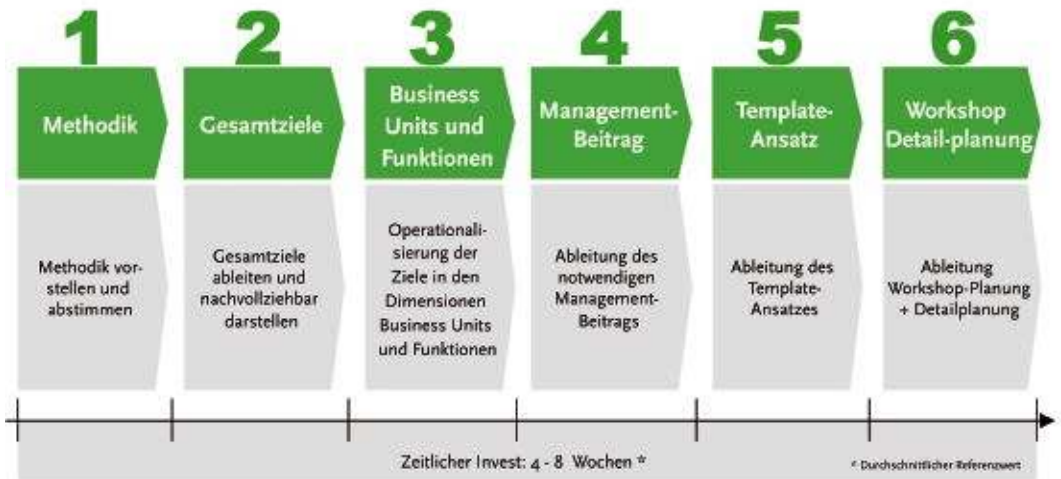 1
2
3
4
5
6
Methodik
Gesamtziele
Business
Units und
Funktionen
Management-
Beitrag
Template-
Ansatz
Workshop
Detail-planung
Methodik vor-
stellen und
abstimmen
Gesamtziele
ableiten und
nachvollziehbar
darstellen
Operationali-
sierung der
Ziele in den
Dimensionen
Business Units
und Funktionen
Ableitung des
notwendigen
Management-
Beitrags
Ableitung des
Template-
Ansatzes
Ableitung
Workshop-Planung
+ Detailplanung
Zeitlicher Invest: 4 - 8 Wochen *
* Durchschnittlicher Referenzwert